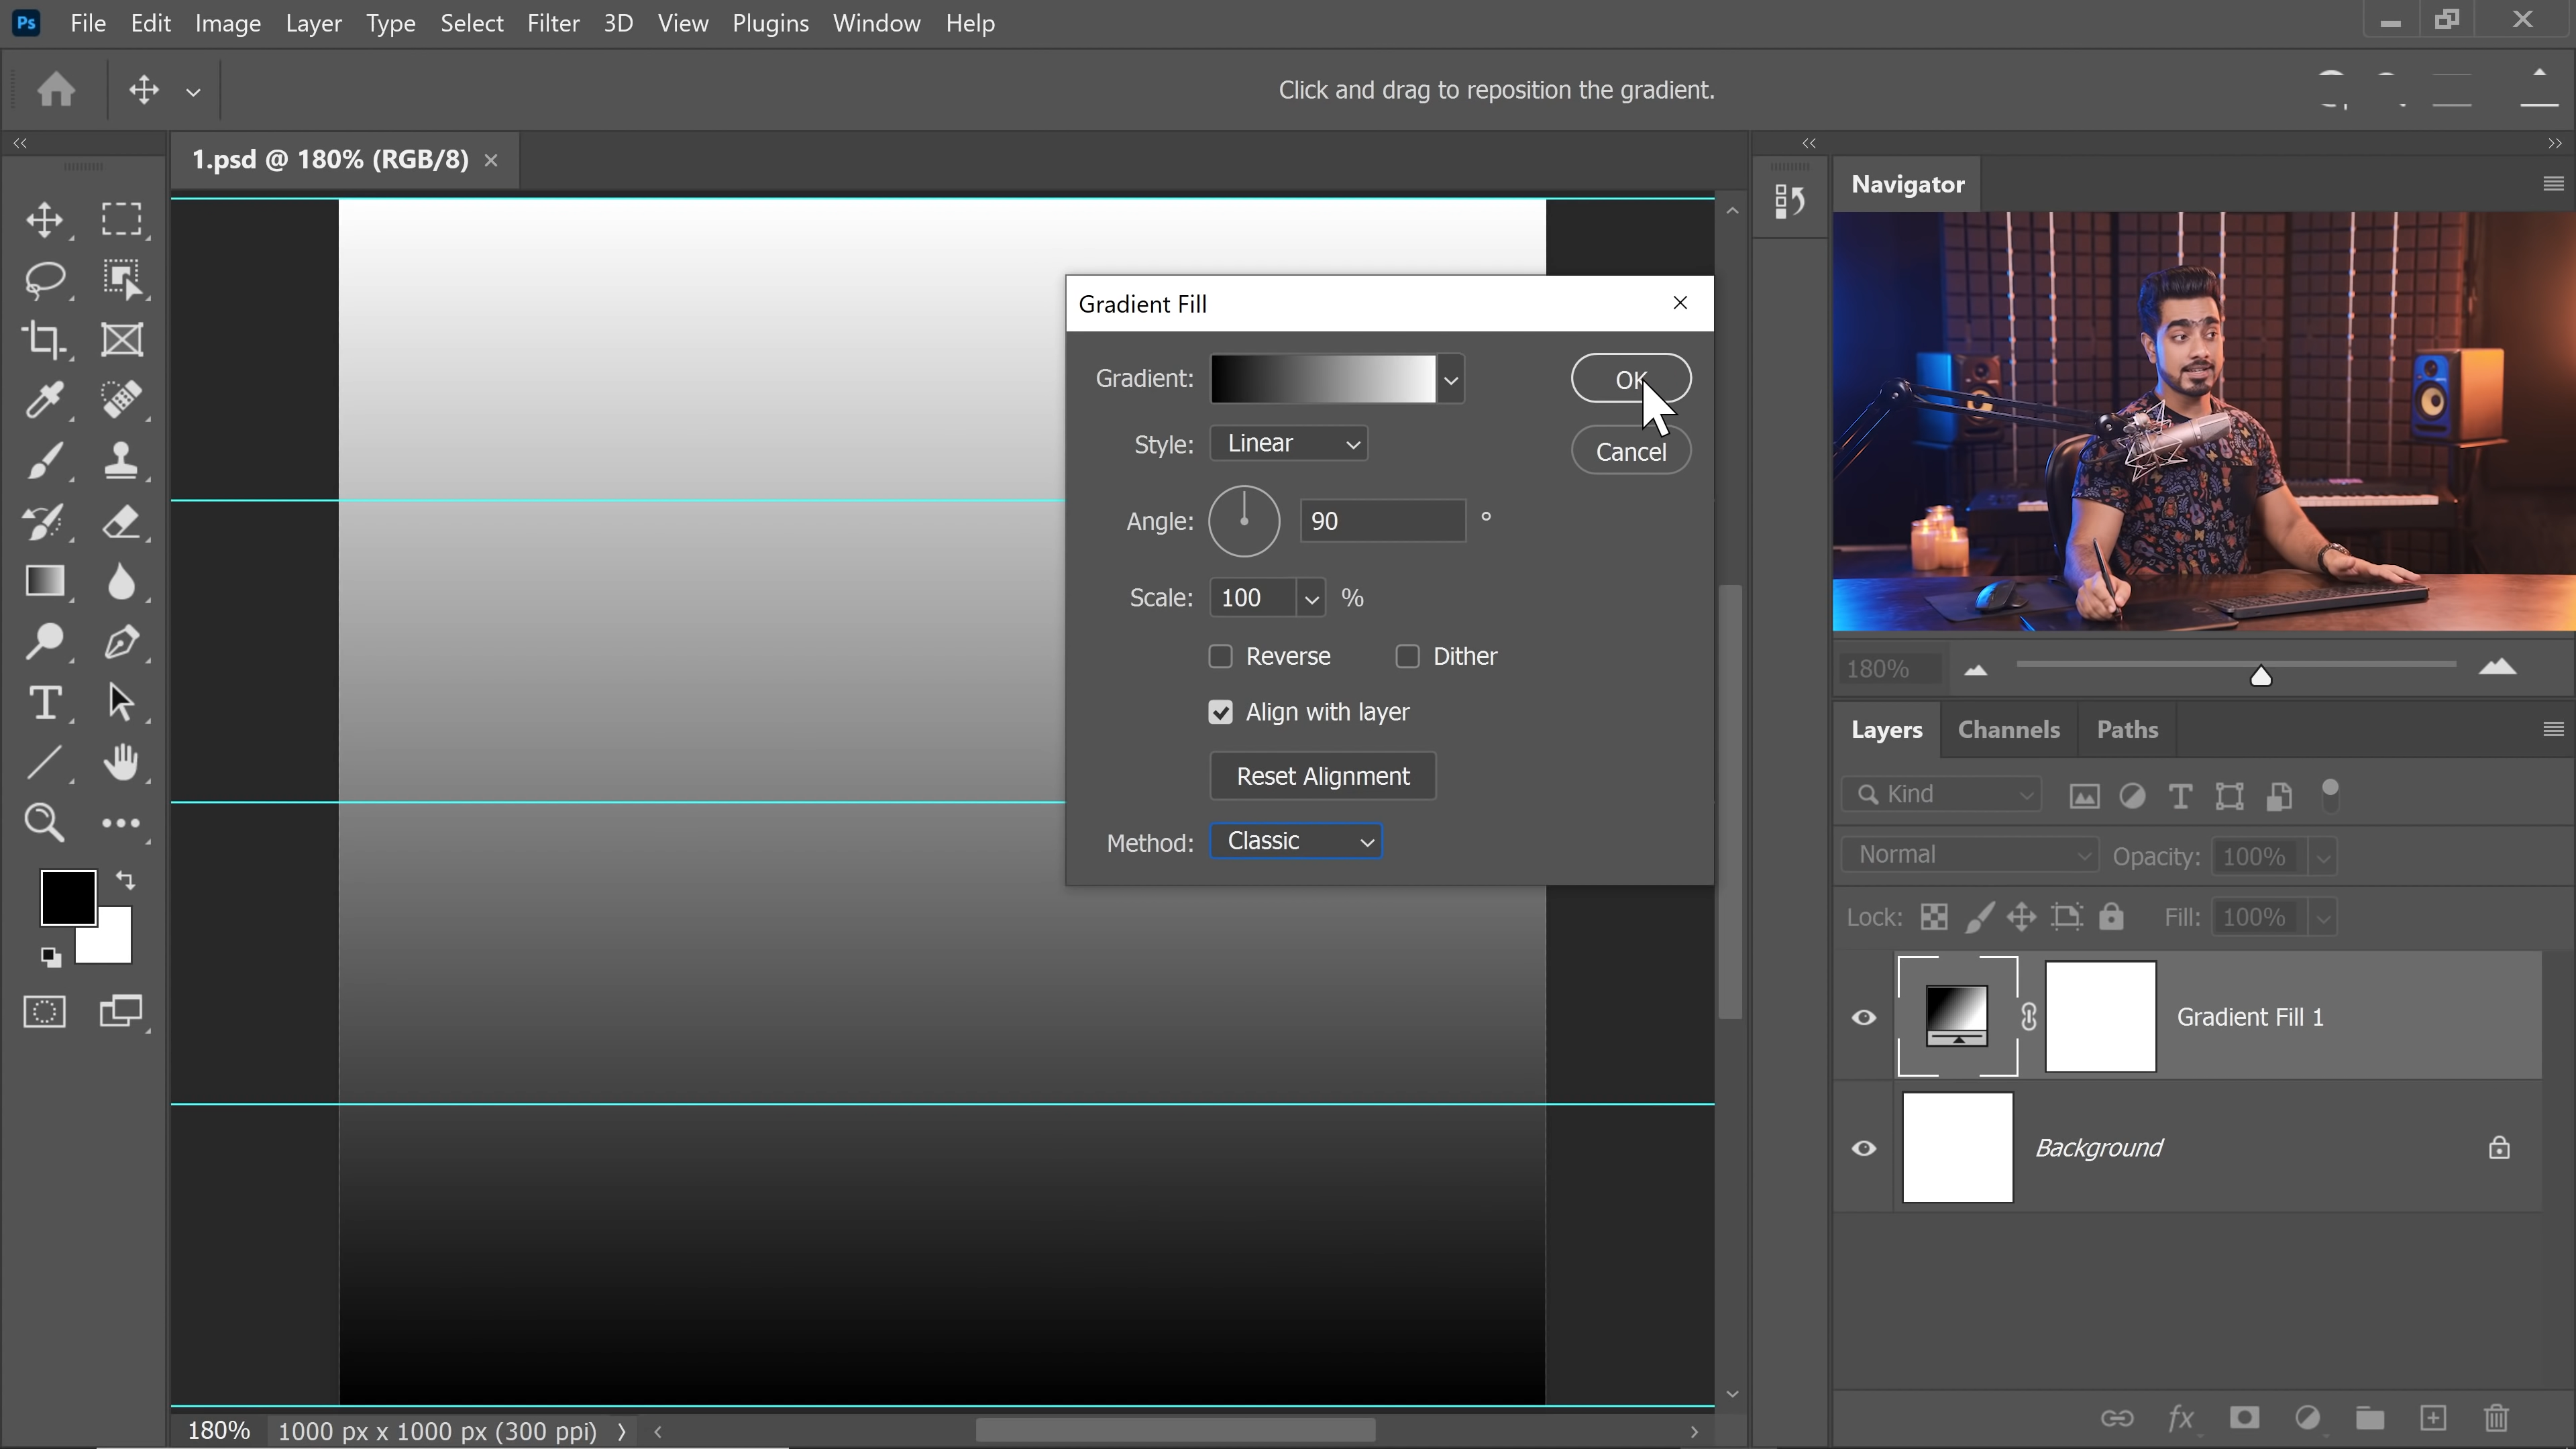 Ps File Edit Image Layer Type Select Filter 3D View Plugins Window Help
Click and drag to reposition the gradient.
1.psd @ 180% (RGB/8)
Gradient Fill
Gradient:
OK
Style: Linear
Cancel
Angle: 90 °
Scale: 100 %
Reverse Dither
Align with layer
Reset Alignment
Method: Classic
180% 1000 px x 1000 px (300 ppi)
Navigator
180%
Layers Channels Paths
Kind
Normal Opacity: 100%
Lock: Fill: 100%
Gradient Fill 1
Background
fx